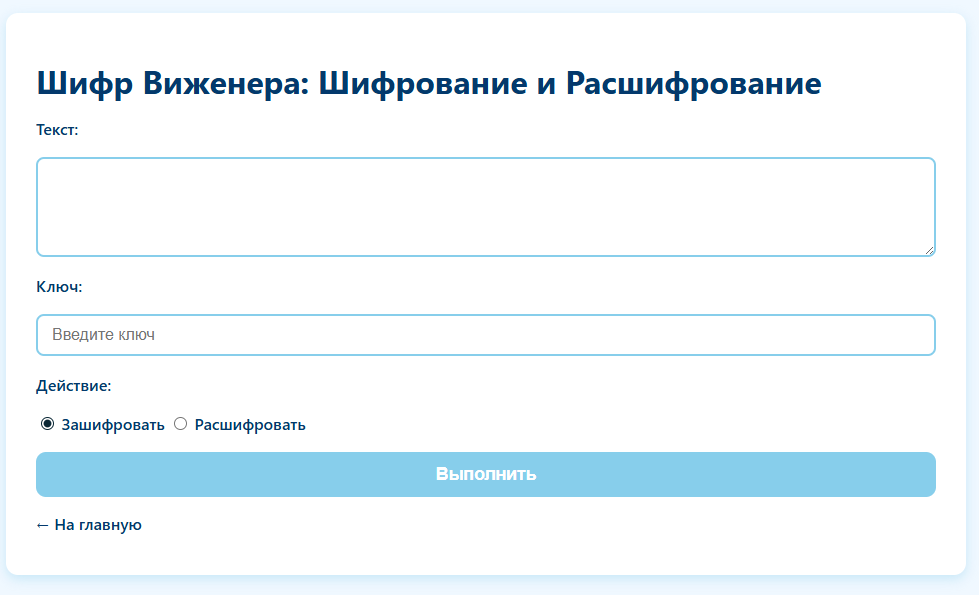 Шифр Виженера: Шифрование и Расшифрование
Текст:
Ключ:
Введите ключ
Действие:
Зашифровать Расшифровать
Выполнить
← На главную